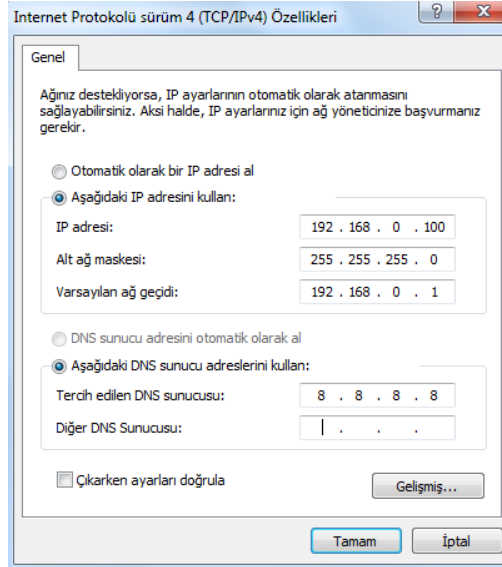 Internet Protokolü sürüm 4 (TCP/IPv4) Özellikleri
?
Genel
Ağınız destekliyorsa, IP ayarlarının otomatik olarak atanmasını
sağlayabilirsiniz. Aksi halde, IP ayarlarınız için ağ yöneticinize başvurmanız
gerekir.
Otomatik olarak bir IP adresi al
Aşağıdaki IP adresini kullan:
IP adresi: 192 . 168 . 0 . 100
Alt ağ maskesi: 255 . 255 . 255 . 0
Varsayılan ağ geçidi: 192 . 168 . 0 . 1
DNS sunucu adresini otomatik olarak al
Aşağıdaki DNS sunucu adreslerini kullan:
Tercih edilen DNS sunucusu: 8 . 8 . 8 . 8
Diğer DNS Sunucusu: . . .
Çıkarken ayarları doğrula
Gelişmiş...
Tamam İptal